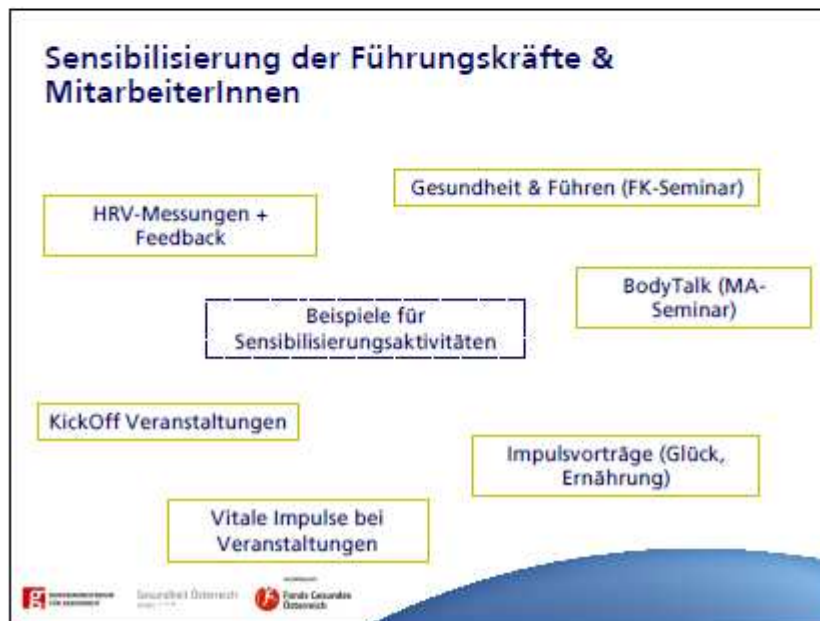 Sensibilisierung der Führungskräfte &
MitarbeiterInnen
Gesundheit & Führen (FK-Seminar)
HRV-Messungen +
Feedback
BodyTalk (MA-
Seminar)
Beispiele für
Sensibilisierungsaktivitäten
KickOff Veranstaltungen
Impulsvorträge (Glück,
Ernährung)
Vitale Impulse bei
Veranstaltungen
Gesundheit Österreich
Fonds Gesundes
Österreich